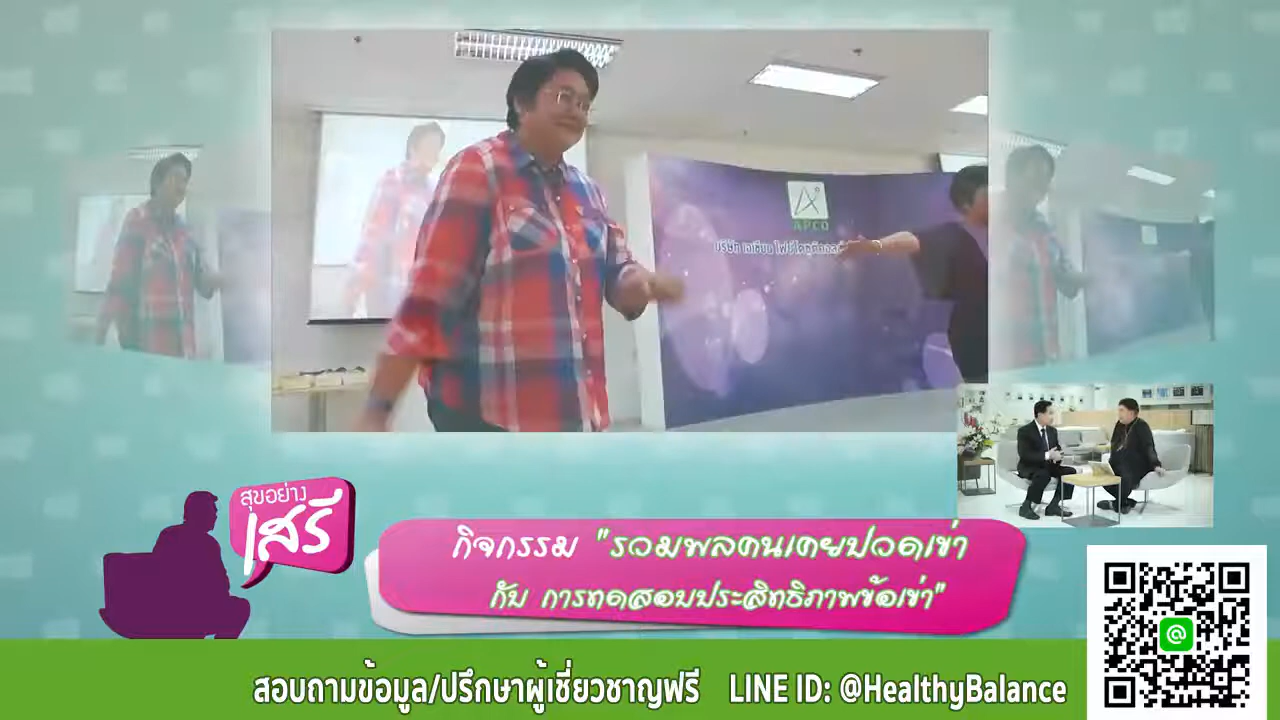 APCO
สุขอย่าง
เสรี
กิจกรรม "รวมพลคนเคยปวดเข่า
กับ การทดสอบประสิทธิภาพข้อเข่า"
สอบถามข้อมูล/ปรึกษาผู้เชี่ยวชาญฟรี LINE ID: @HealthyBalance